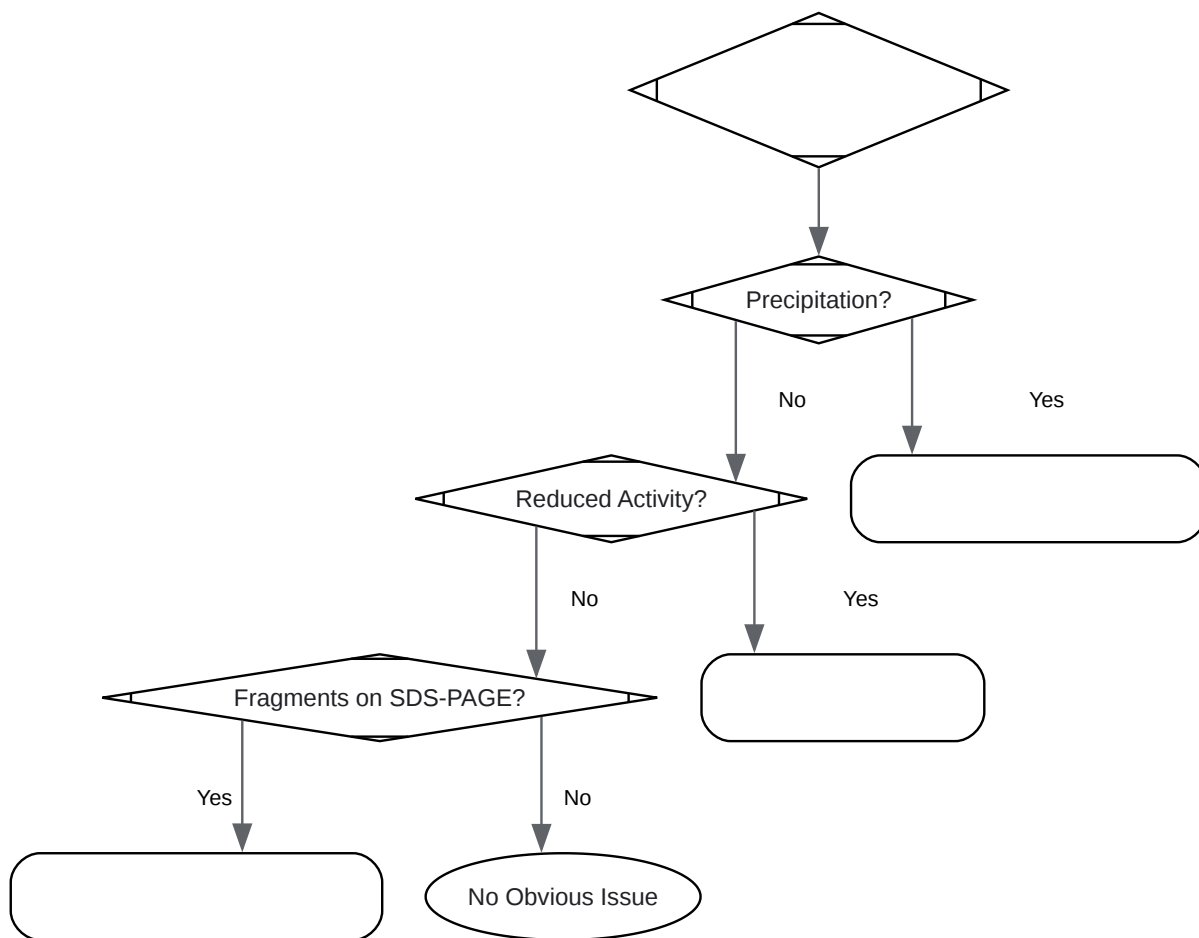 Precipitation?
No
Yes
Reduced Activity?
No
Yes
Fragments on SDS-PAGE?
Yes
No
No Obvious Issue